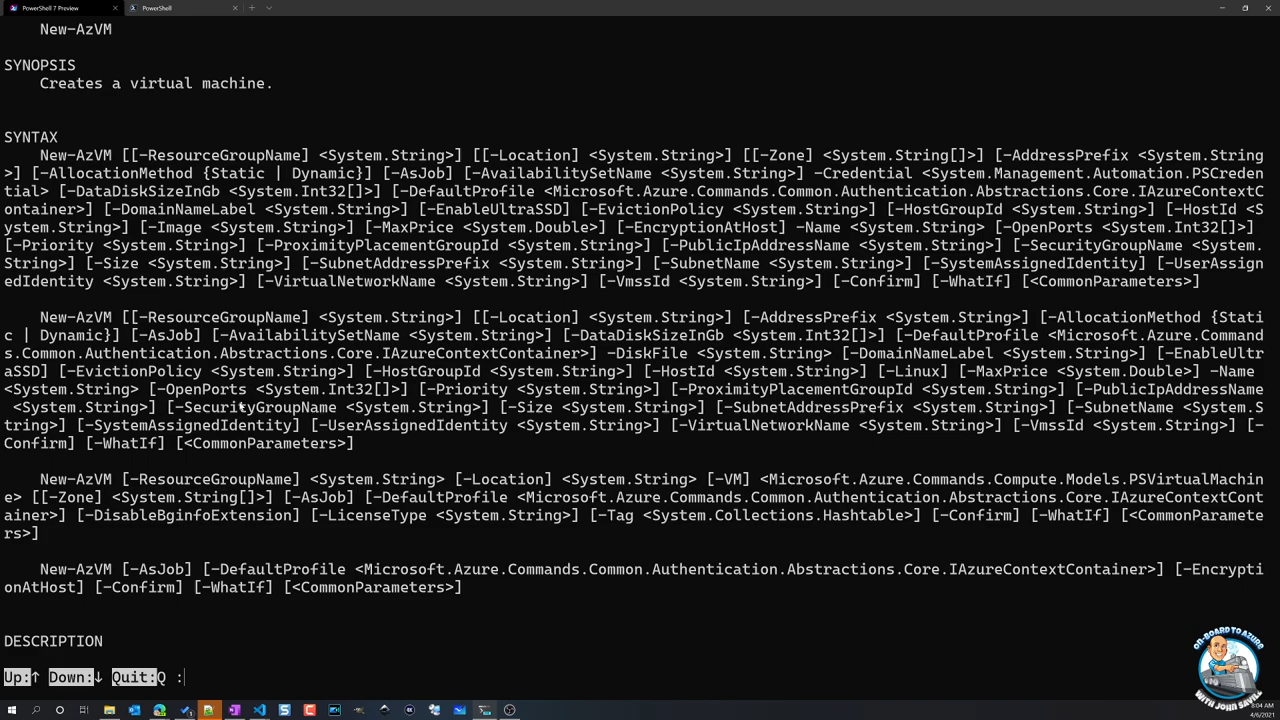 PowerShell 7 Preview
PowerShell
New-AzVM
SYNOPSIS
Creates a virtual machine.
SYNTAX
New-AzVM [[-ResourceGroupName] <System.String>] [[-Location] <System.String>] [[-Zone] <System.String[]>] [-AddressPrefix <System.String
>] [-AllocationMethod {Static | Dynamic}] [-AsJob] [-AvailabilitySetName <System.String>] -Credential <System.Management.Automation.PSCreden
tial> [-DataDiskSizeInGb <System.Int32[]>] [-DefaultProfile <Microsoft.Azure.Commands.Common.Authentication.Abstractions.Core.IAzureContextC
ontainer>] [-DomainNameLabel <System.String>] [-EnableUltraSSD] [-EvictionPolicy <System.String>] [-HostGroupId <System.String>] [-HostId <S
ystem.String>] [-Image <System.String>] [-MaxPrice <System.Double>] [-EncryptionAtHost] -Name <System.String> [-OpenPorts <System.Int32[]>]
[-Priority <System.String>] [-ProximityPlacementGroupId <System.String>] [-PublicIpAddressName <System.String>] [-SecurityGroupName <System.
String>] [-Size <System.String>] [-SubnetAddressPrefix <System.String>] [-SubnetName <System.String>] [-SystemAssignedIdentity] [-UserAssign
edIdentity <System.String>] [-VirtualNetworkName <System.String>] [-VmssId <System.String>] [-Confirm] [-WhatIf] [<CommonParameters>]
New-AzVM [[-ResourceGroupName] <System.String>] [[-Location] <System.String>] [-AddressPrefix <System.String>] [-AllocationMethod {Stati
c | Dynamic}] [-AsJob] [-AvailabilitySetName <System.String>] [-DataDiskSizeInGb <System.Int32[]>] [-DefaultProfile <Microsoft.Azure.Command
s.Common.Authentication.Abstractions.Core.IAzureContextContainer>] -DiskFile <System.String> [-DomainNameLabel <System.String>] [-EnableUltr
aSSD] [-EvictionPolicy <System.String>] [-HostGroupId <System.String>] [-HostId <System.String>] [-Linux] [-MaxPrice <System.Double>] -Name
<System.String> [-OpenPorts <System.Int32[]>] [-Priority <System.String>] [-ProximityPlacementGroupId <System.String>] [-PublicIpAddressName
<System.String>] [-SecurityGroupName <System.String>] [-Size <System.String>] [-SubnetAddressPrefix <System.String>] [-SubnetName <System.S
tring>] [-SystemAssignedIdentity] [-UserAssignedIdentity <System.String>] [-VirtualNetworkName <System.String>] [-VmssId <System.String>] [-
Confirm] [-WhatIf] [<CommonParameters>]
New-AzVM [-ResourceGroupName] <System.String> [-Location] <System.String> [-VM] <Microsoft.Azure.Commands.Compute.Models.PSVirtualMachin
e> [[-Zone] <System.String[]>] [-AsJob] [-DefaultProfile <Microsoft.Azure.Commands.Common.Authentication.Abstractions.Core.IAzureContextCont
ainer>] [-DisableBginfoExtension] [-LicenseType <System.String>] [-Tag <System.Collections.Hashtable>] [-Confirm] [-WhatIf] [<CommonParamete
rs>]
New-AzVM [-AsJob] [-DefaultProfile <Microsoft.Azure.Commands.Common.Authentication.Abstractions.Core.IAzureContextContainer>] [-Encrypti
onAtHost] [-Confirm] [-WhatIf] [<CommonParameters>]
DESCRIPTION
Up:↑ Down:↓ Quit:Q :
ON-BOARD TO AZURE
WITH JOHN SAVILL
8:04 AM
4/6/2021